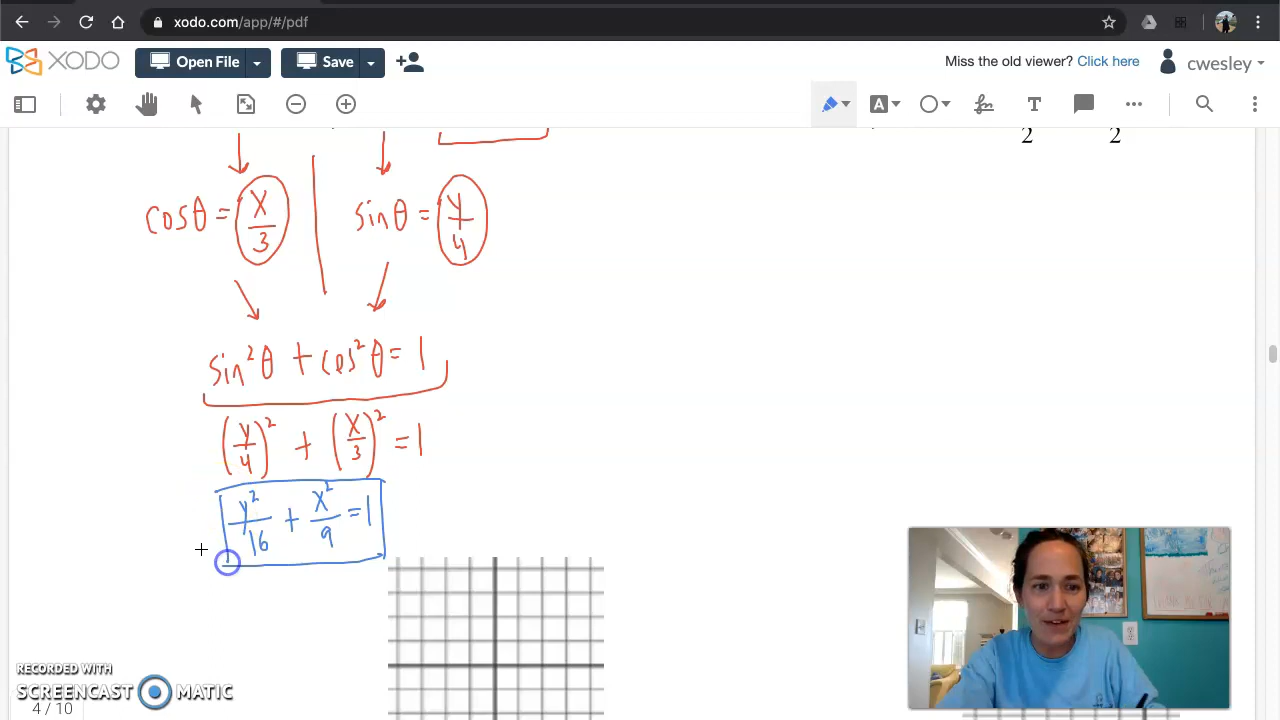 xodo.com/app/#/pdf
XODO
Open File
Save
Miss the old viewer? Click here
cwesley
A
T
2 2
cosθ = x/3
sinθ = y/4
sin²θ + cos²θ = 1
(y/4)² + (x/3)² = 1
y²/16 + x²/9 = 1
RECORDED WITH
SCREENCAST MATIC
4 / 10